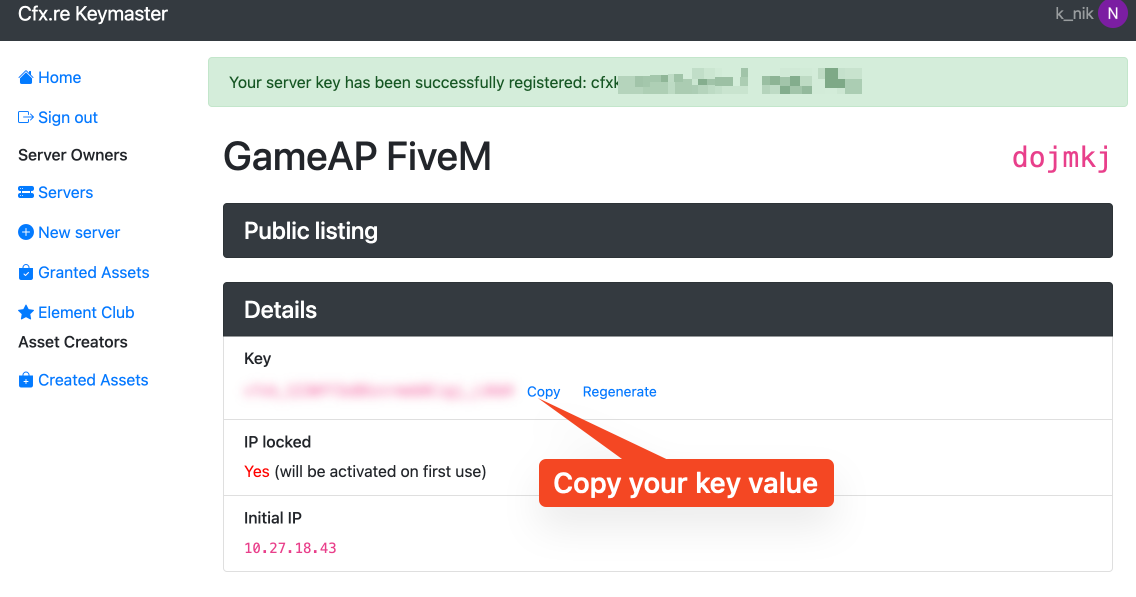 Cfx.re Keymaster
k_nik N
Home
Sign out
Server Owners
Servers
New server
Granted Assets
Element Club
Asset Creators
Created Assets
Your server key has been successfully registered: cfxk
GameAP FiveM
dojmkj
Public listing
Details
Key
Copy Regenerate
IP locked
Yes (will be activated on first use)
Copy your key value
Initial IP
10.27.18.43